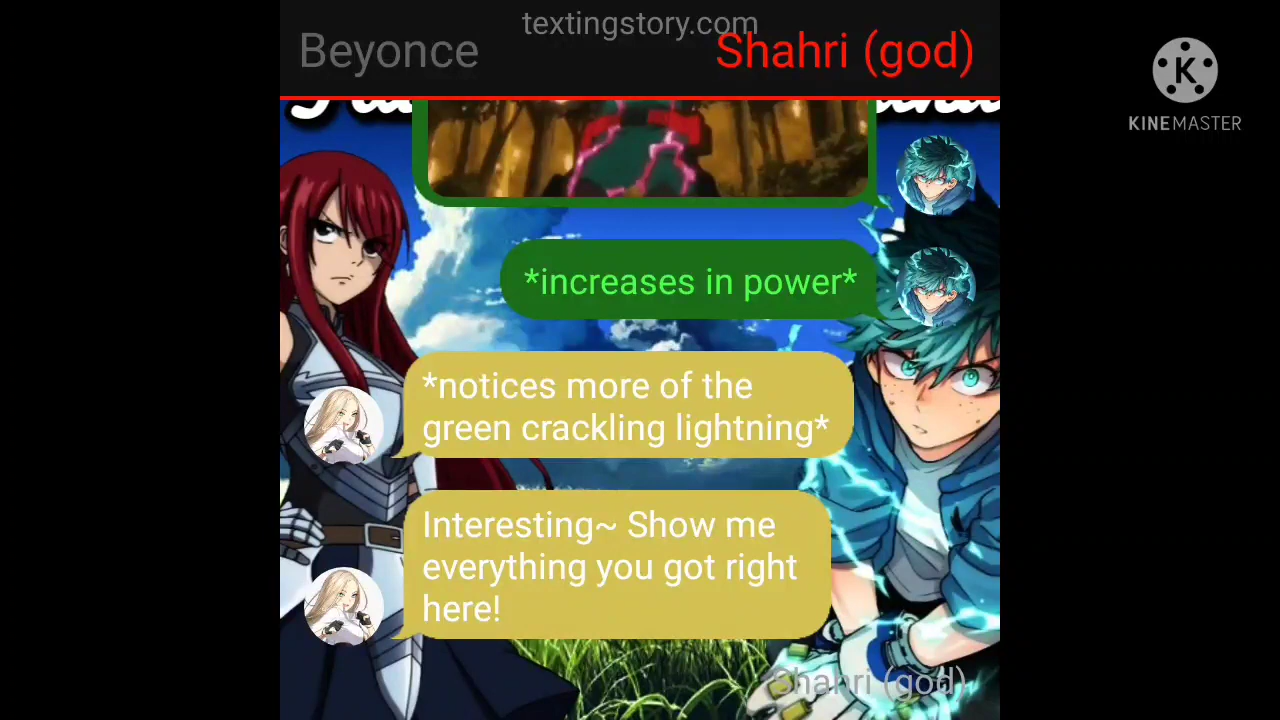 textingstory.com
Beyonce
Shahri (god)
KINEMASTER
*increases in power*
*notices more of the
green crackling lightning*
Interesting~ Show me
everything you got right
here!
Shahri (god)